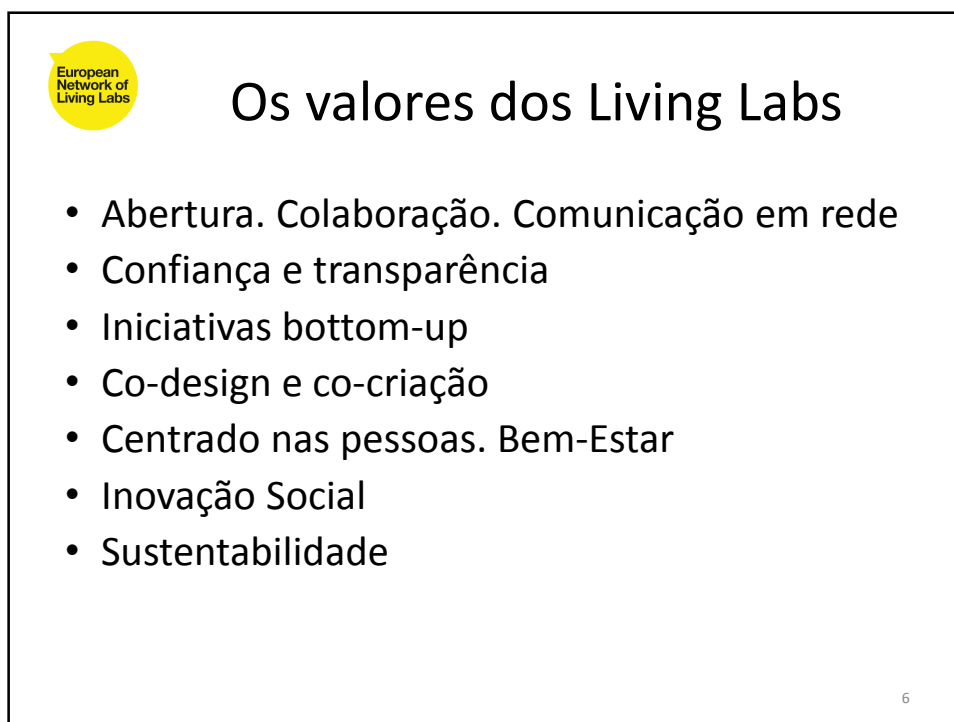 European
Network of
Living Labs
Os valores dos Living Labs
• Abertura. Colaboração. Comunicação em rede
• Confiança e transparência
• Iniciativas bottom-up
• Co-design e co-criação
• Centrado nas pessoas. Bem-Estar
• Inovação Social
• Sustentabilidade
6